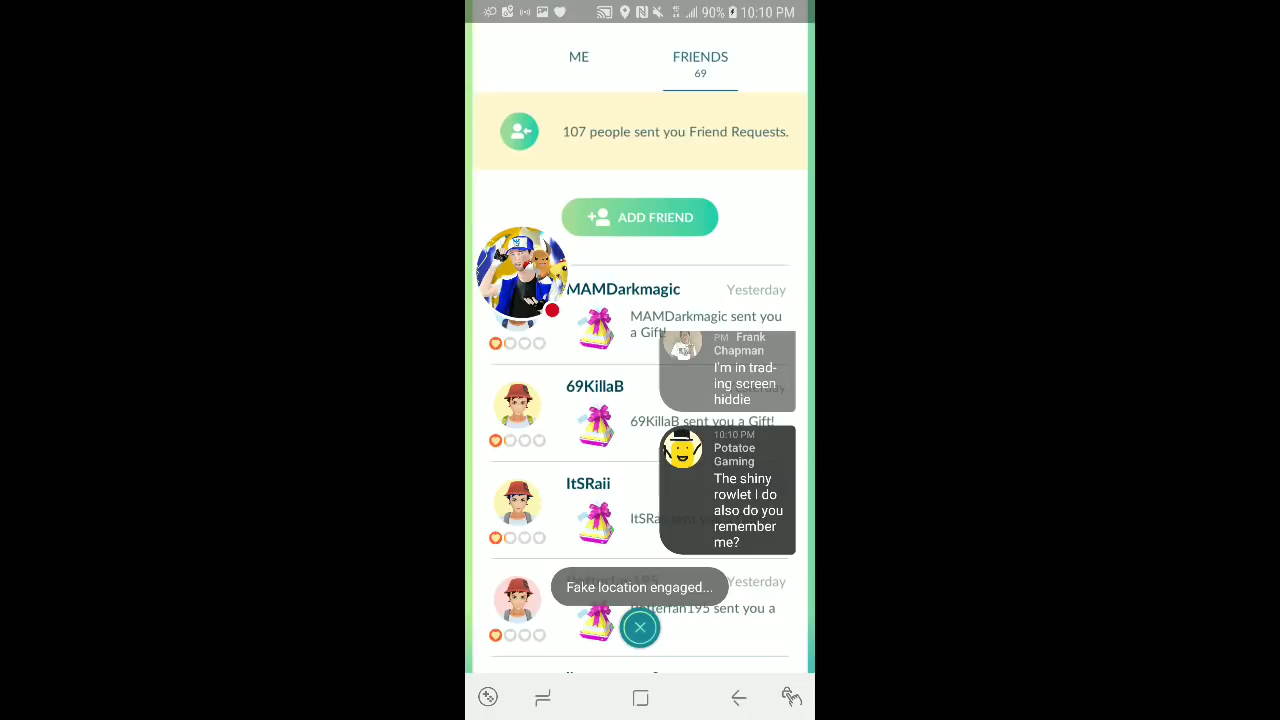 90% 10:10 PM
ME
FRIENDS
69
107 people sent you Friend Requests.
ADD FRIEND
MAMDarkmagic
Yesterday
MAMDarkmagic sent you
a Gift!
PM Frank
Chapman
I'm in trad-
ing screen
hiddie
69KillaB
69KillaB sent you a Gift!
10:10 PM
Potatoe
Gaming
The shiny
rowlet I do
also do you
remember
me?
ItSRaii
Yesterday
Fake location engaged...
sent you a